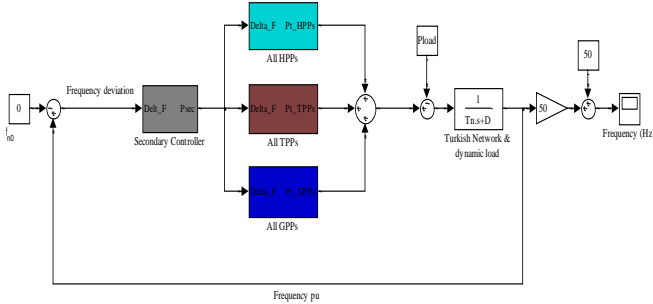 Delta_F Pt_HPPs
All HPPs
Pload
50
Frequency deviation
0
f_n0
Delt_F Psec
Secondary Controller
Delta_F Pt_TPPs
All TPPs
1
Tn.s+D
Turkish Network &
dynamic load
50
Frequency (Hz
Delta_F Pt_GPPs
All GPPs
Frequency pu